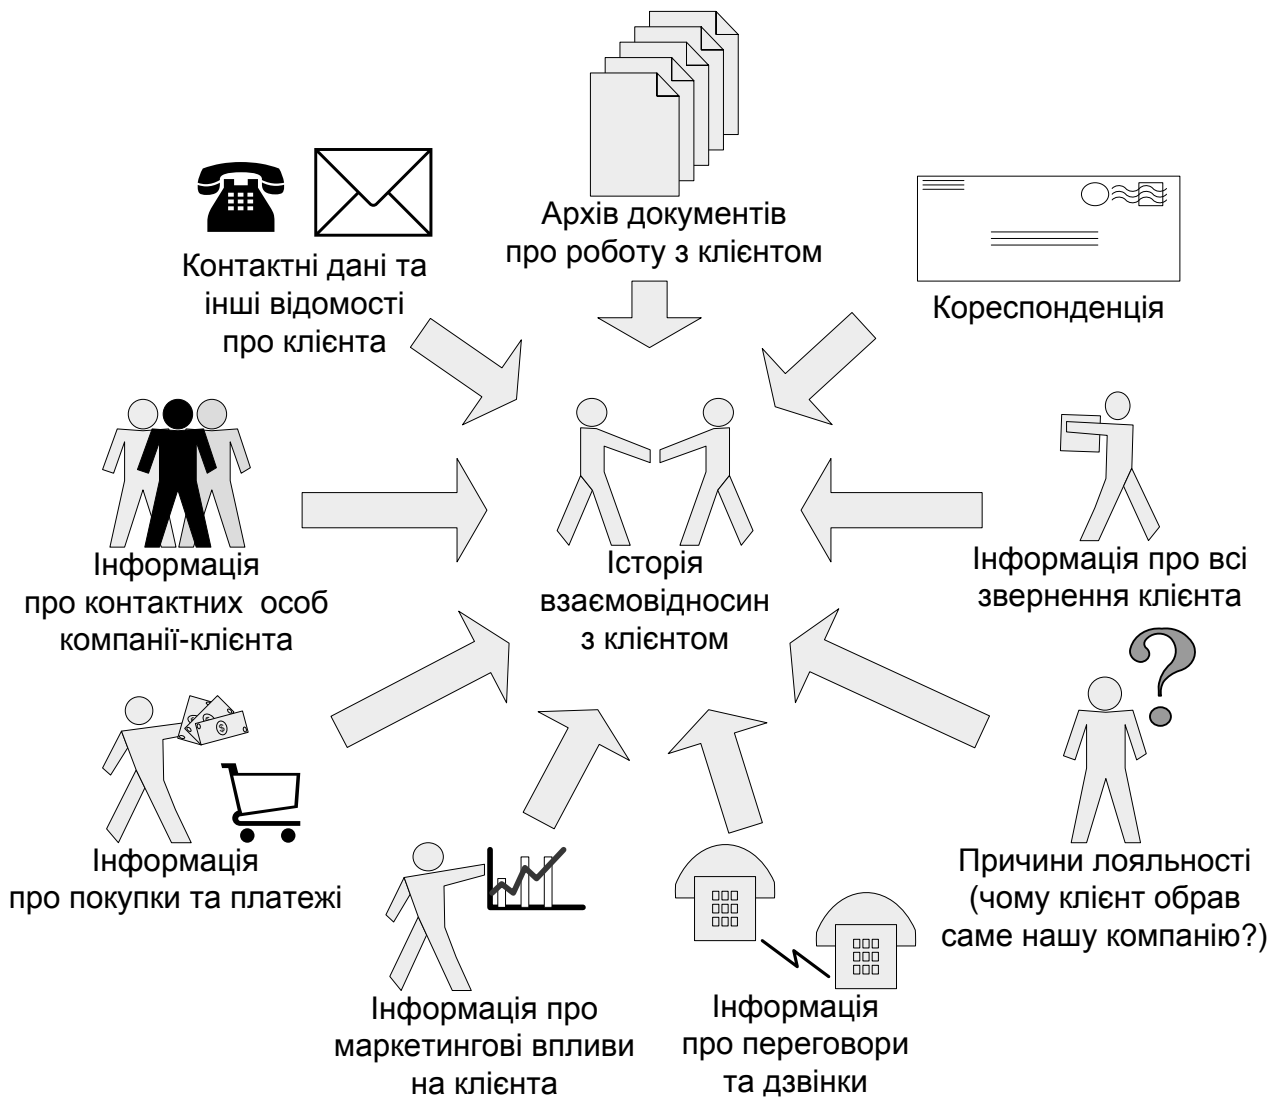 Архів документів
про роботу з клієнтом
Контактні дані та
інші відомості
про клієнта
Кореспонденція
Інформація
про контактних особ
компанії-клієнта
Історія
взаємовідносин
з клієнтом
Інформація про всі
звернення клієнта
Інформація
про покупки та платежі
Причини лояльності
(чому клієнт обрав
саме нашу компанію?)
Інформація про
маркетингові впливи
на клієнта
Інформація
про переговори
та дзвінки